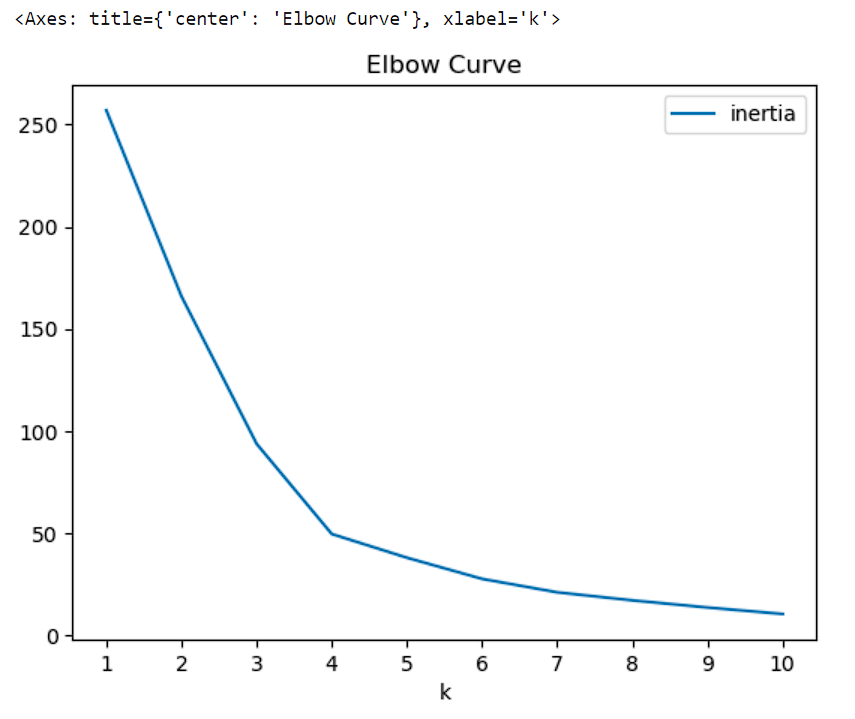 <Axes: title={'center': 'Elbow Curve'}, xlabel='k'>
Elbow Curve
inertia
250
200
150
100
50
0
1 2 3 4 5 6 7 8 9 10
k